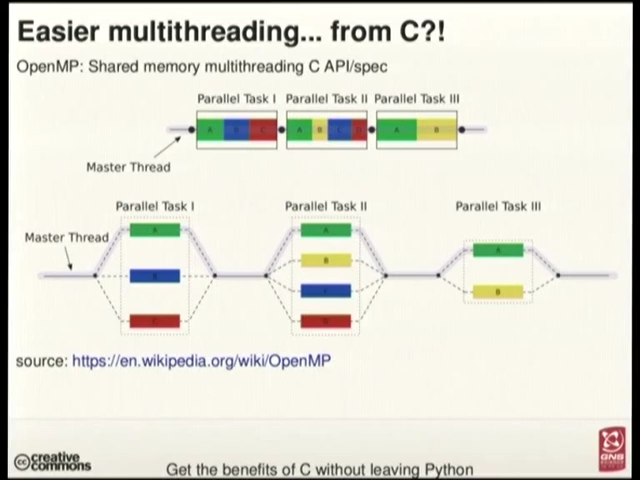 Easier multithreading... from C?!
OpenMP: Shared memory multithreading C API/spec
Parallel Task I Parallel Task II Parallel Task III
A B C A B C D A B
Master Thread
Parallel Task I Parallel Task II Parallel Task III
Master Thread
A A
A
B
B
C B
C D
source: https://en.wikipedia.org/wiki/OpenMP
creative
commons
GNS
Get the benefits of C without leaving Python